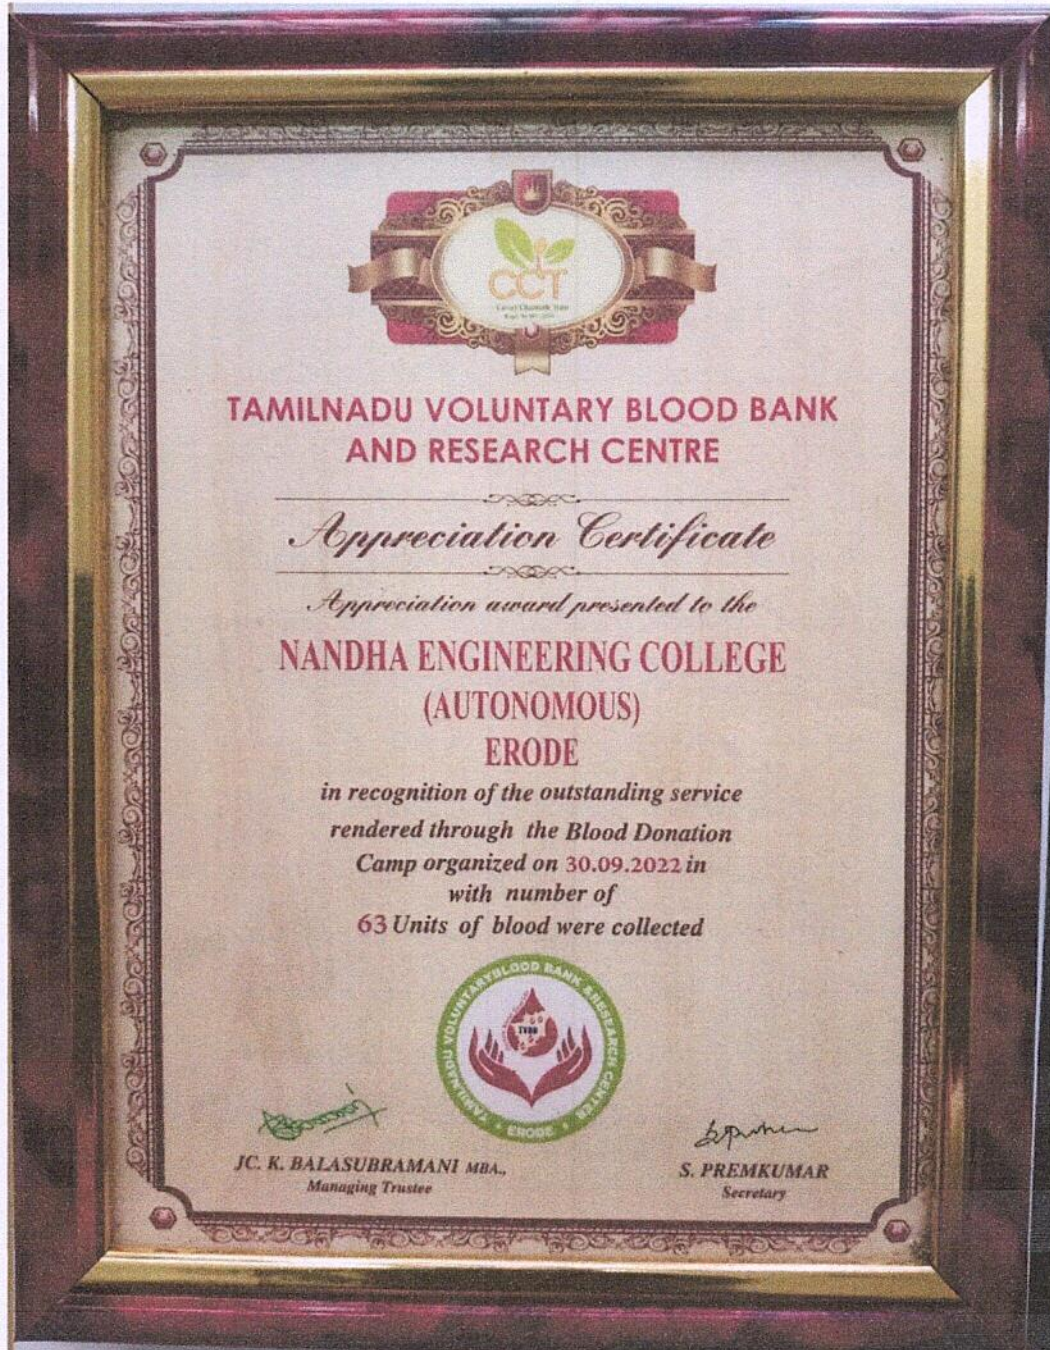 CCT
TAMILNADU VOLUNTARY BLOOD BANK
AND RESEARCH CENTRE
Appreciation Certificate
Appreciation award presented to the
NANDHA ENGINEERING COLLEGE
(AUTONOMOUS)
ERODE
in recognition of the outstanding service
rendered through the Blood Donation
Camp organized on 30.09.2022 in
with number of
63 Units of blood were collected
TAMILNADU VOLUNTARYBLOOD BANK &RESEARCH CENTER
TVBB
ERODE
JC. K. BALASUBRAMANI MBA.,
Managing Trustee
S. PREMKUMAR
Secretary